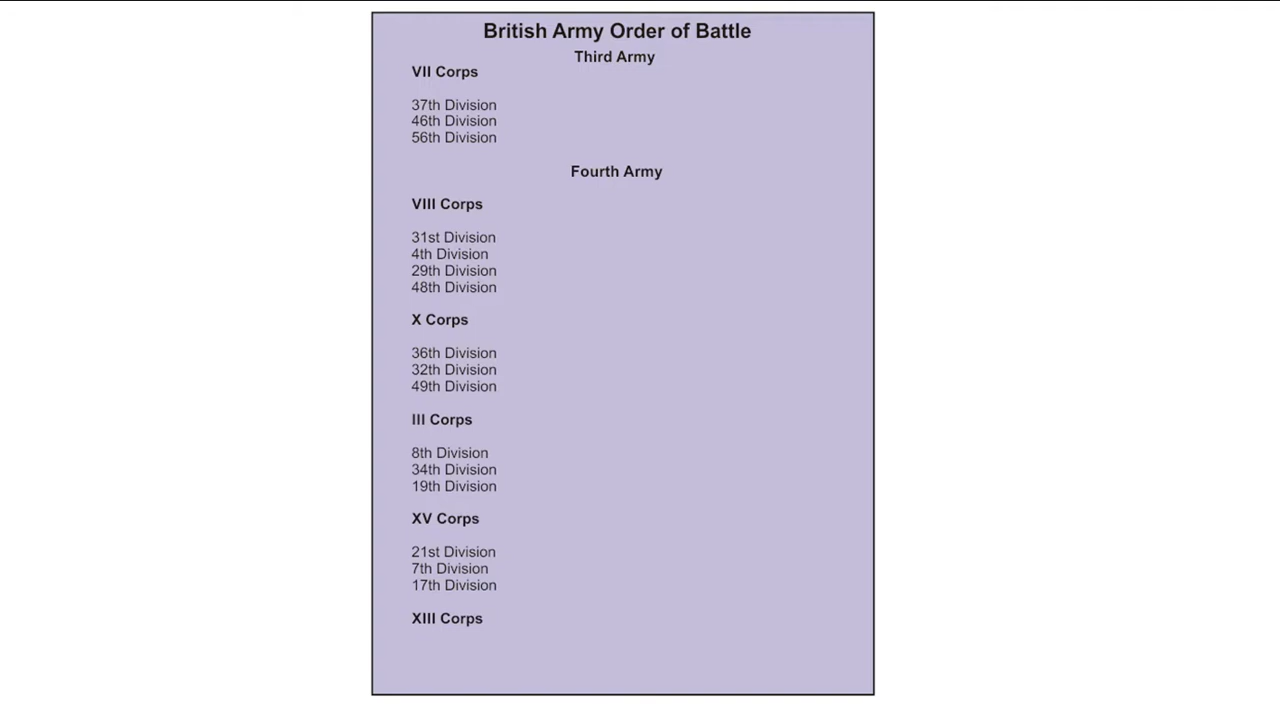 British Army Order of Battle
Third Army
VII Corps
37th Division
46th Division
56th Division
Fourth Army
VIII Corps
31st Division
4th Division
29th Division
48th Division
X Corps
36th Division
32th Division
49th Division
III Corps
8th Division
34th Division
19th Division
XV Corps
21st Division
7th Division
17th Division
XIII Corps